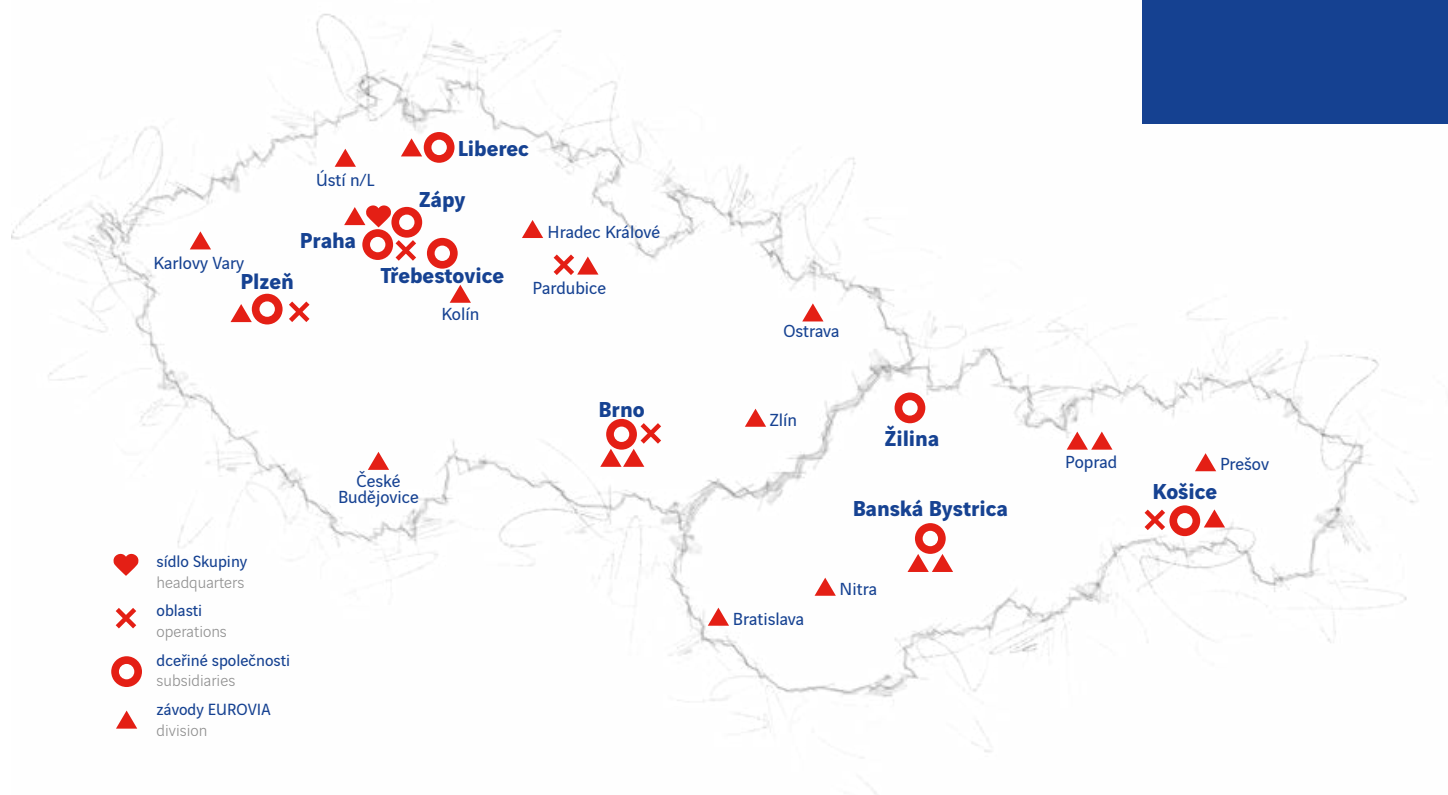 Liberec
Ústí n/L
Zápy
Praha
Hradec Králové
Karlovy Vary
Třebestovice
Plzeň
Pardubice
Kolín
Ostrava
Brno
Zlín
Žilina
Poprad
Prešov
České
Budějovice
Košice
Banská Bystrica
Nitra
Bratislava
sídlo Skupiny
headquarters
oblasti
operations
dceřiné společnosti
subsidiaries
závody EUROVIA
division